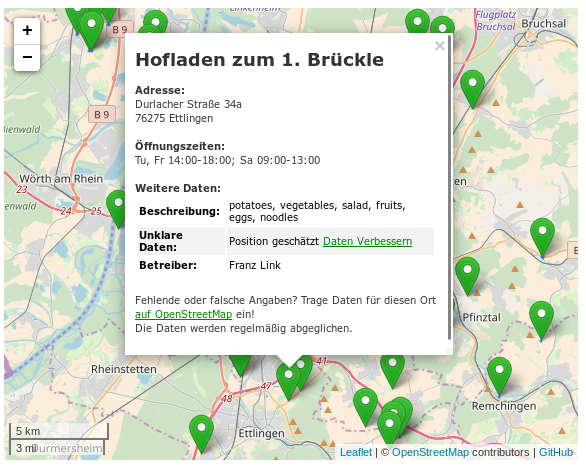 Linkenheim
Flugplatz
Bruchsal
Bruchsal
+
−
B 9
×
Hofladen zum 1. Brückle
Adresse:
Durlacher Straße 34a
76275 Ettlingen
B 9
Bienwald
Öffnungszeiten:
Tu, Fr 14:00-18:00; Sa 09:00-13:00
Wörth am Rhein
Weitere Daten:
23
24
25
Beschreibung: potatoes, vegetables, salad, fruits,
eggs, noodles
Unklare
Daten: Position geschätzt Daten Verbessern
Betreiber: Franz Link
Fehlende oder falsche Angaben? Trage Daten für diesen Ort
auf OpenStreetMap ein!
Die Daten werden regelmäßig abgeglichen.
Pfinztal
Rheinstetten
41
47
48
Remchingen
Ettlingen
5 km
3 mi
Durmersheim
Leaflet | © OpenStreetMap contributors | GitHub